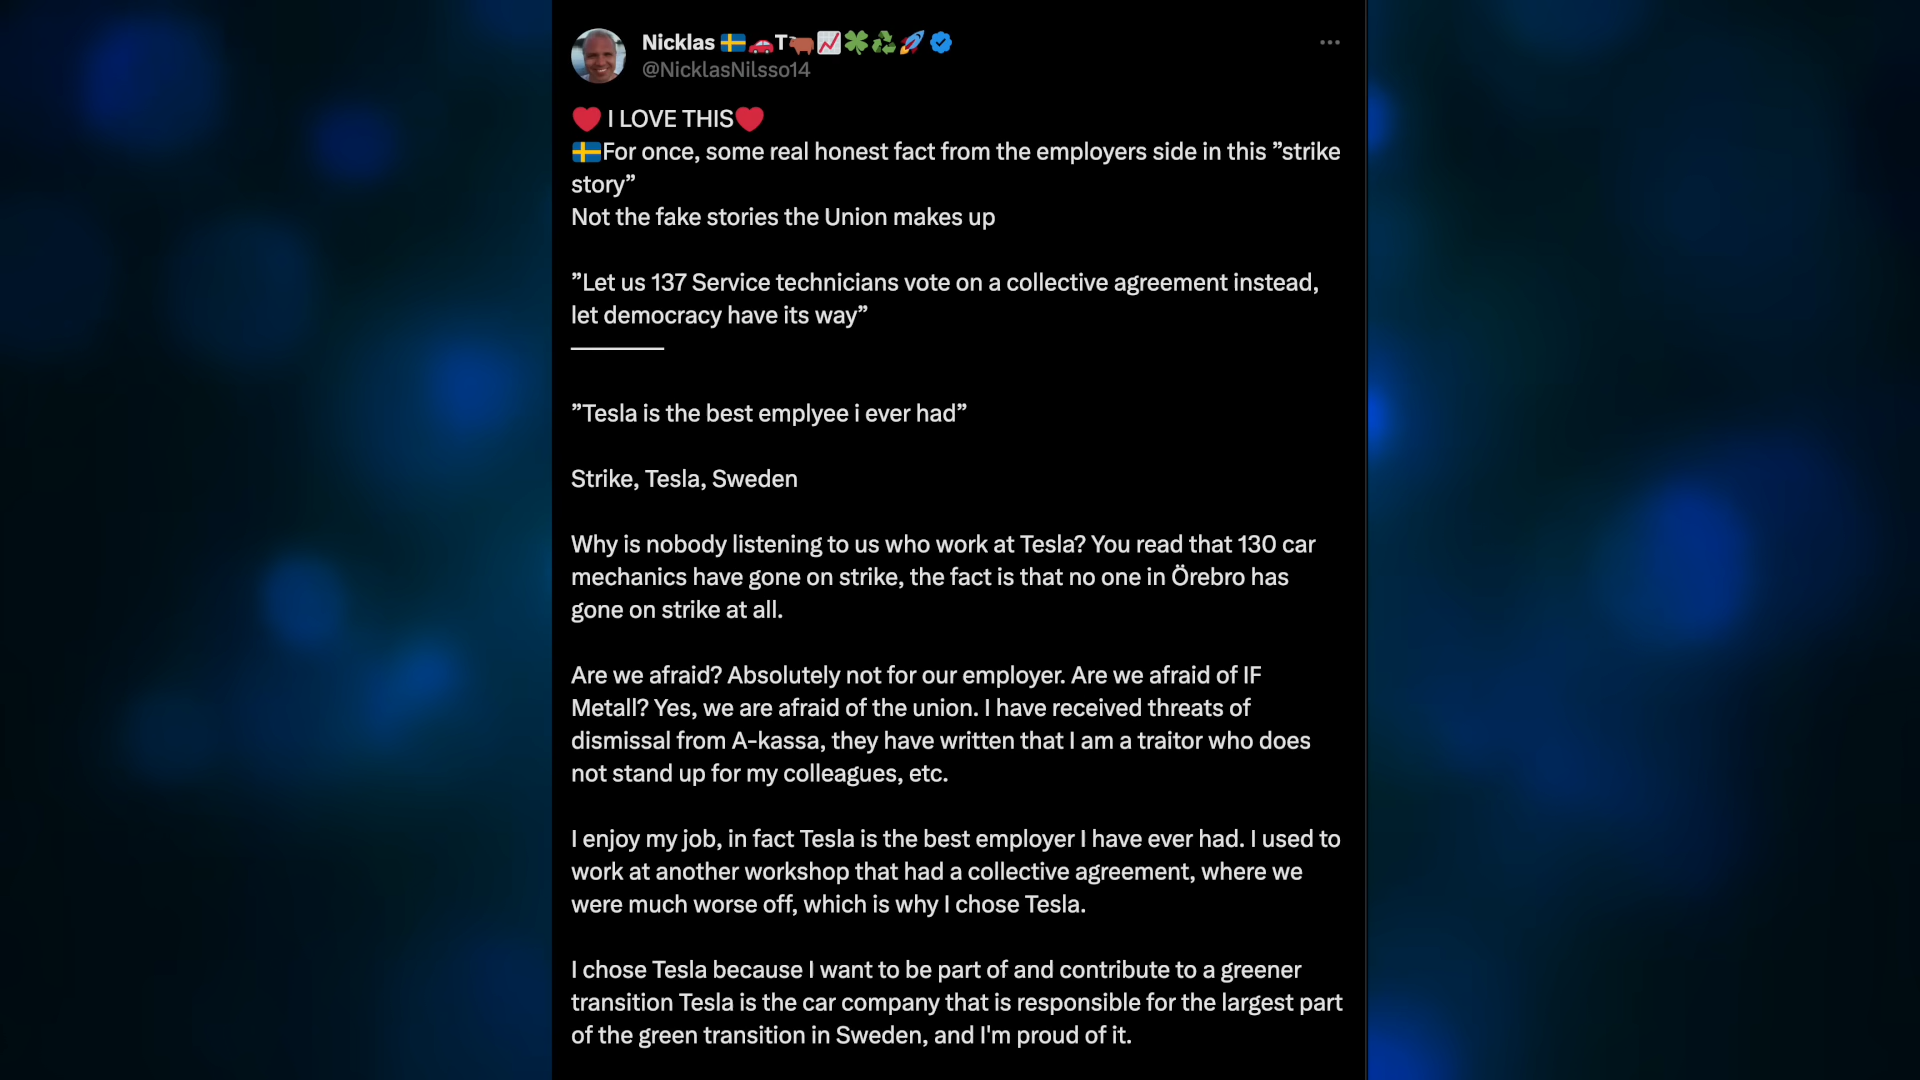 Nicklas 🇸🇪🚗T🐂📈🍀♻️🚀
@NicklasNilsso14
❤️ I LOVE THIS❤️
🇸🇪For once, some real honest fact from the employers side in this ”strike
story”
Not the fake stories the Union makes up
”Let us 137 Service technicians vote on a collective agreement instead,
let democracy have its way”
————
”Tesla is the best emplyee i ever had”
Strike, Tesla, Sweden
Why is nobody listening to us who work at Tesla? You read that 130 car
mechanics have gone on strike, the fact is that no one in Örebro has
gone on strike at all.
Are we afraid? Absolutely not for our employer. Are we afraid of IF
Metall? Yes, we are afraid of the union. I have received threats of
dismissal from A-kassa, they have written that I am a traitor who does
not stand up for my colleagues, etc.
I enjoy my job, in fact Tesla is the best employer I have ever had. I used to
work at another workshop that had a collective agreement, where we
were much worse off, which is why I chose Tesla.
I chose Tesla because I want to be part of and contribute to a greener
transition Tesla is the car company that is responsible for the largest part
of the green transition in Sweden, and I'm proud of it.